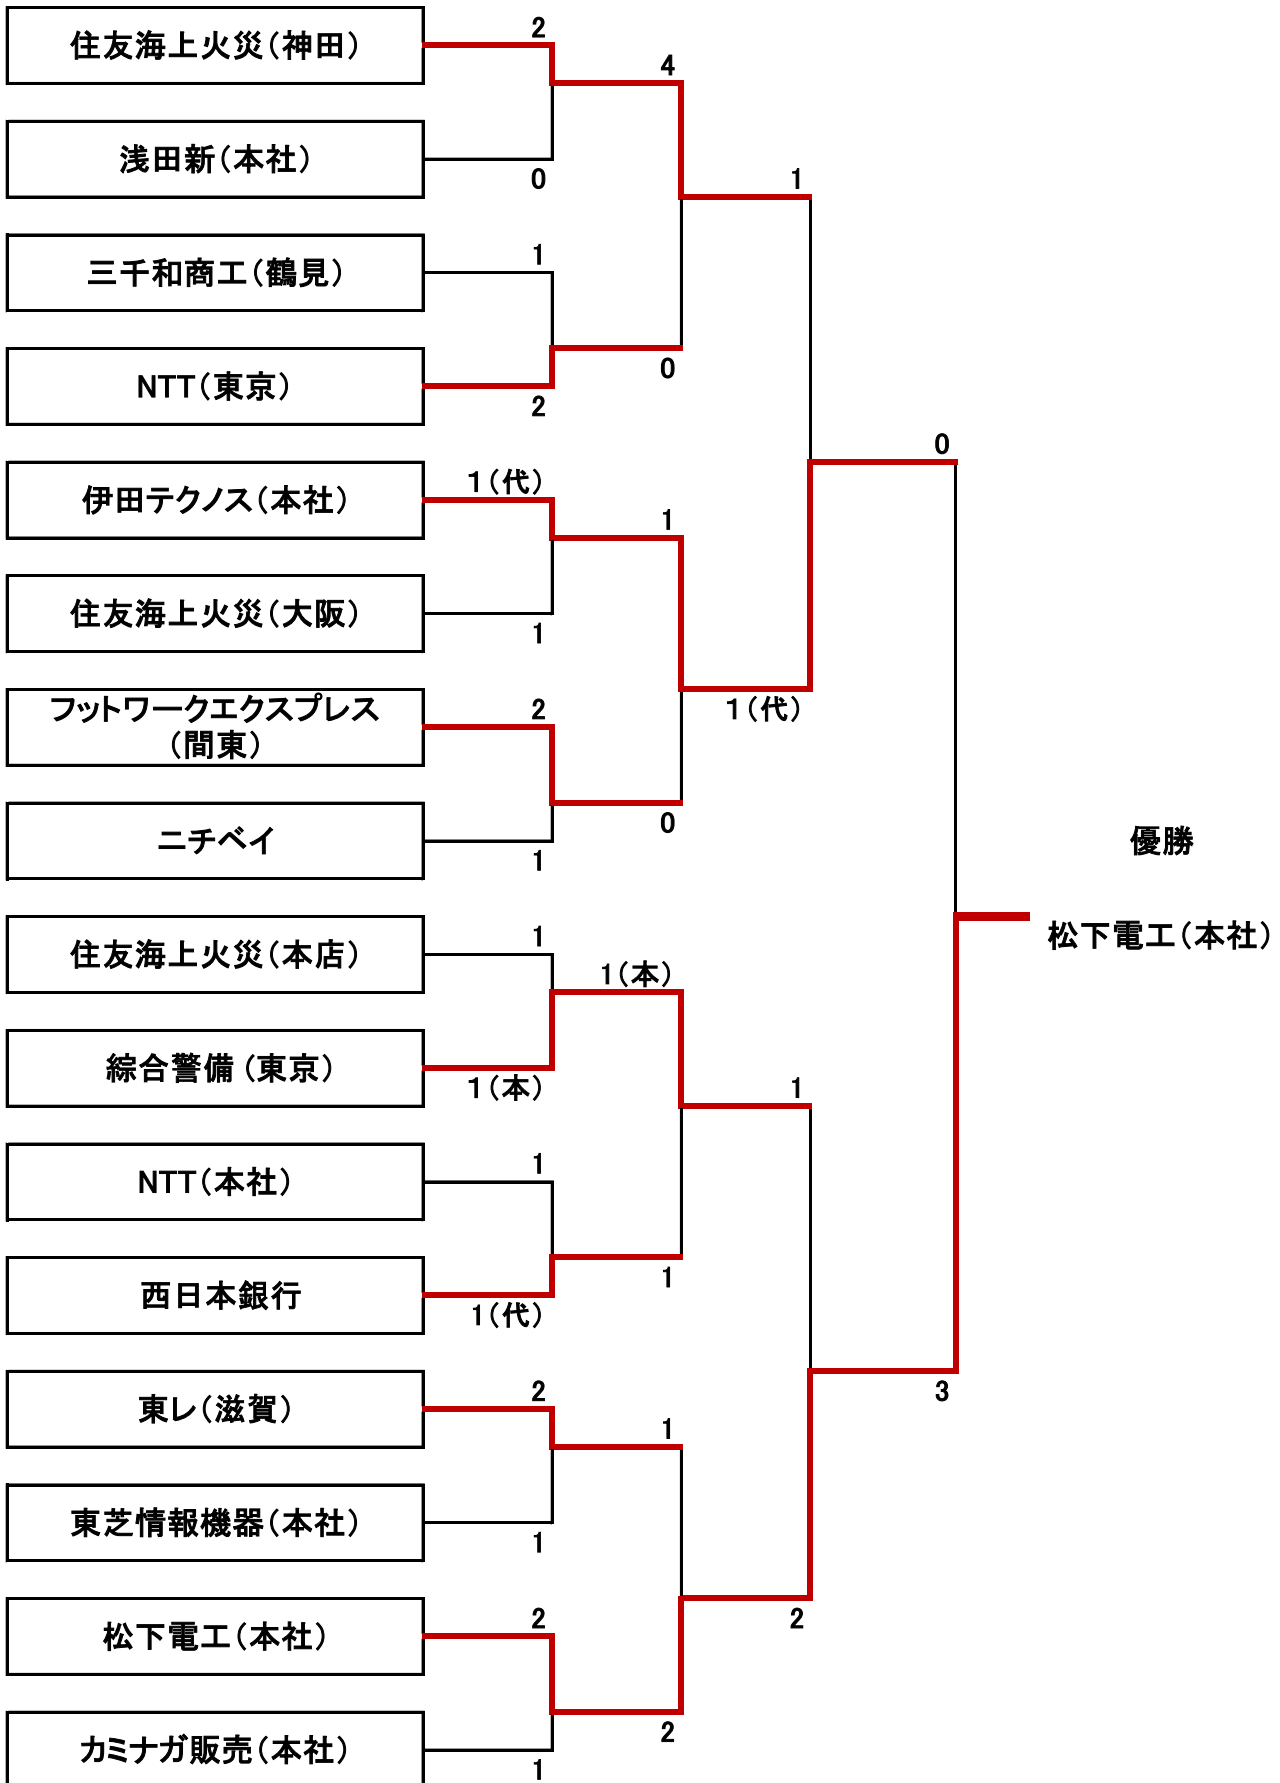 住友海上火災(神田)
2
4
浅田新(本社)
0
1
三千和商工(鶴見)
1
NTT(東京)
2
0
0
伊田テクノス(本社)
1(代)
1
住友海上火災(大阪)
1
フットワークエクスプレス
(間東)
2
1(代)
ニチベイ
1
0
優勝
松下電工(本社)
住友海上火災(本店)
1
1(本)
綜合警備(東京)
1(本)
1
NTT(本社)
1
西日本銀行
1(代)
1
3
東レ(滋賀)
2
1
東芝情報機器(本社)
1
松下電工(本社)
2
2
カミナガ販売(本社)
1
2